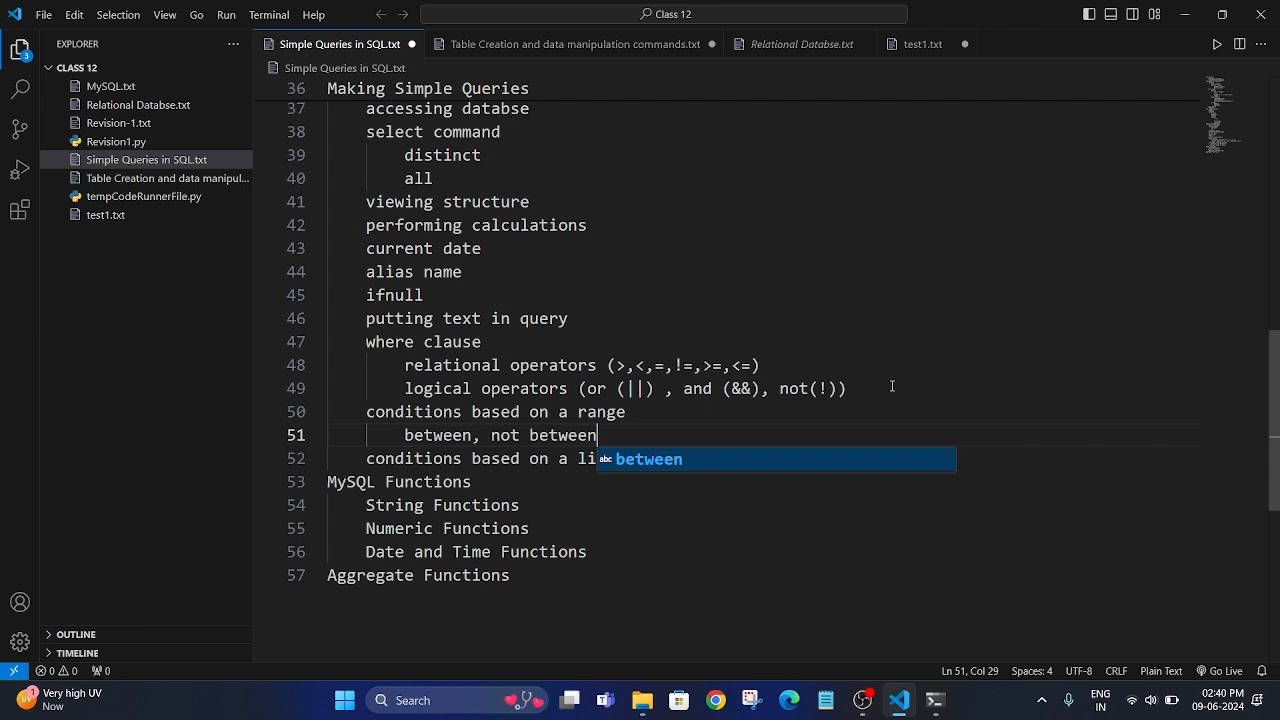 File Edit Selection View Go Run Terminal Help
Class 12
EXPLORER
Simple Queries in SQL.txt
Table Creation and data manipulation commands.txt
Relational Databse.txt
test1.txt
CLASS 12
Simple Queries in SQL.txt
3
MySQL.txt
Relational Databse.txt
Revision-1.txt
Revision1.py
Simple Queries in SQL.txt
Table Creation and data manipul...
tempCodeRunnerFile.py
test1.txt
36 Making Simple Queries
37 accessing databse
38 select command
39 distinct
40 all
41 viewing structure
42 performing calculations
43 current date
44 alias name
45 ifnull
46 putting text in query
47 where clause
48 relational operators (>,<,=,!=,>=,<=)
49 logical operators (or (||) , and (&&), not(!))
50 conditions based on a range
51 between, not between
52 conditions based on a li
abc between
53 MySQL Functions
54 String Functions
55 Numeric Functions
56 Date and Time Functions
57 Aggregate Functions
OUTLINE
TIMELINE
0 0 0
Ln 51, Col 29 Spaces: 4 UTF-8 CRLF Plain Text Go Live
1 Very high UV
Now
Search
ENG
IN
02:40 PM
09-06-2024